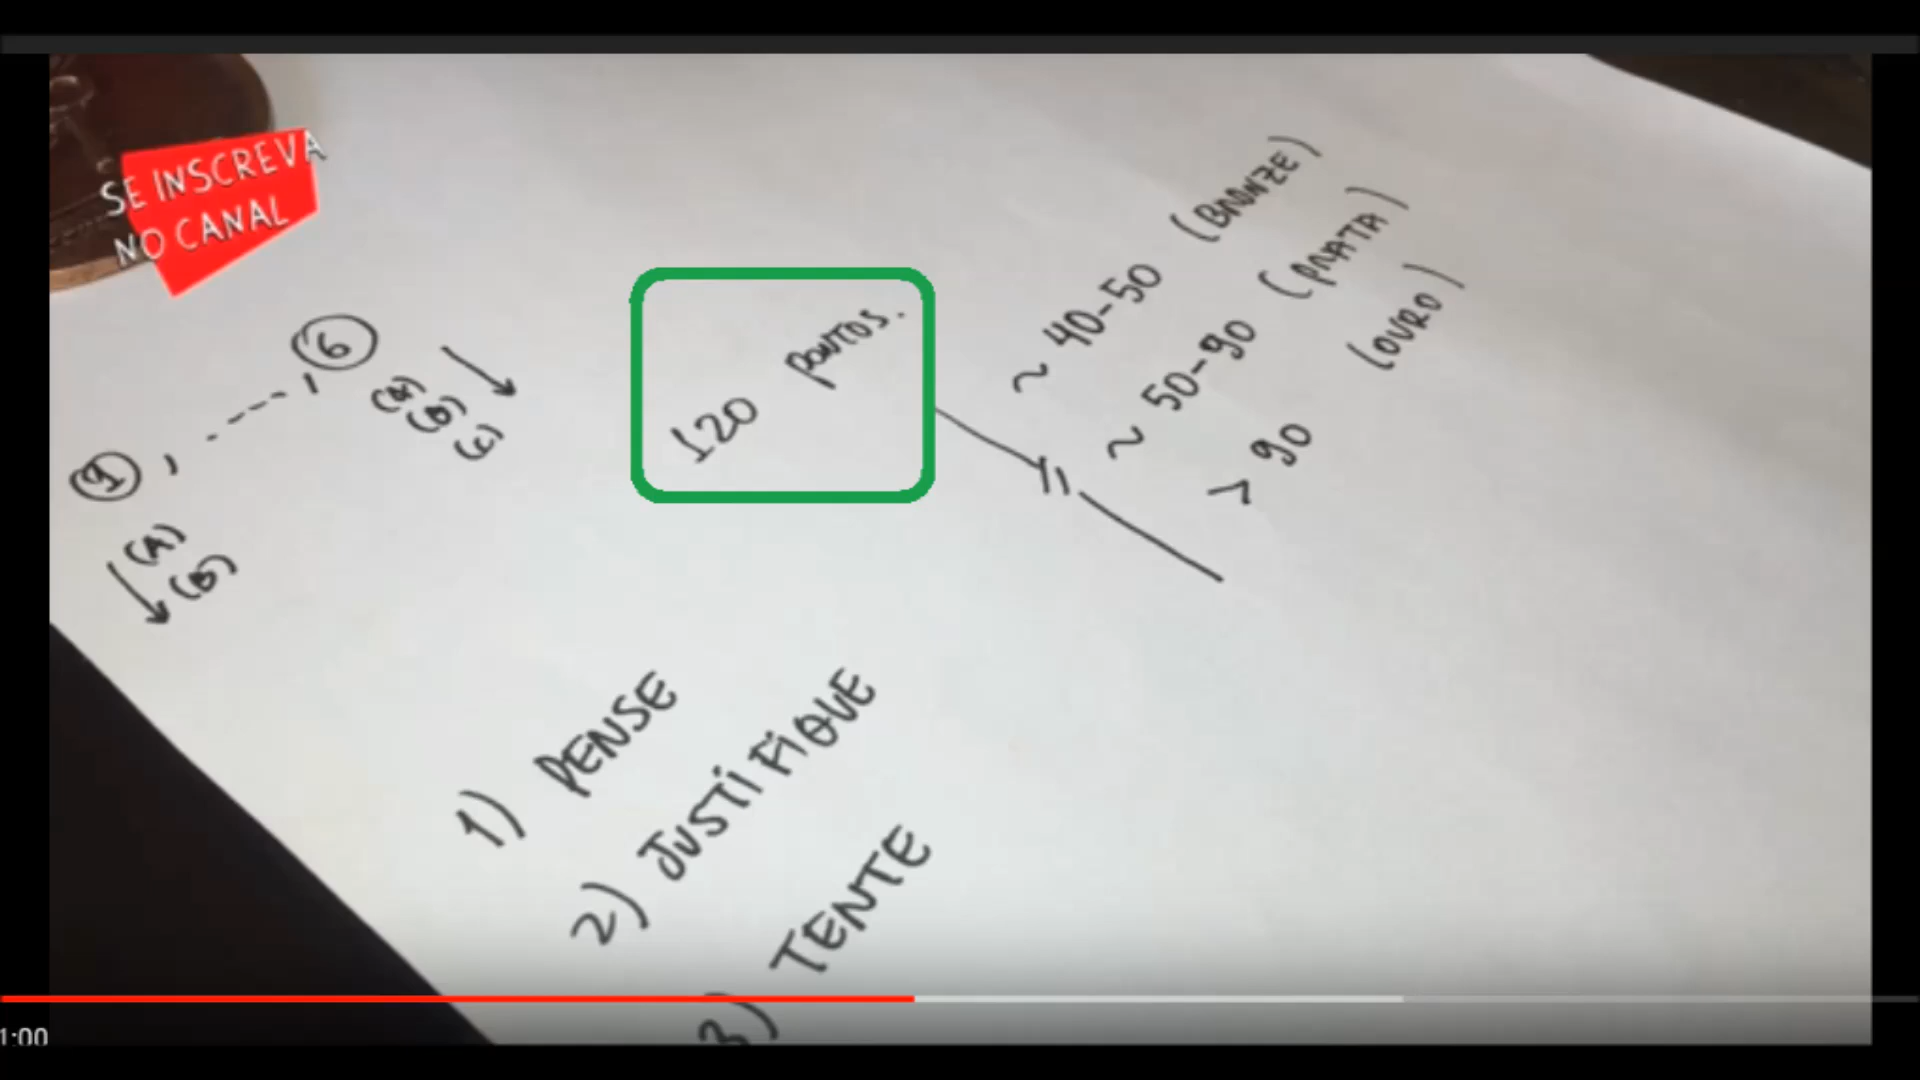 SE INSCREVA
NO CANAL
1, ----, 6
(A)
(B)
(A)
(B)
(C)
120 PONTOS.
~ 40-50 (BRONZE)
~ 50-90 (PRATA)
> 90 (OURO)
1) PENSE
2) JUSTIFIQUE
3) TENTE
1:00